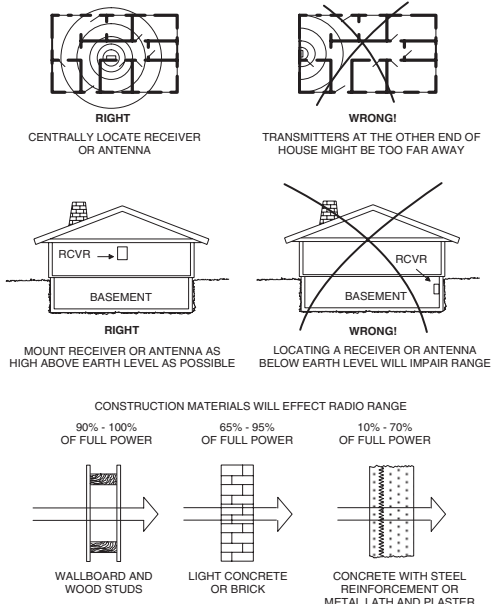 RIGHT
CENTRALLY LOCATE RECEIVER
OR ANTENNA
WRONG!
TRANSMITTERS AT THE OTHER END OF
HOUSE MIGHT BE TOO FAR AWAY
RCVR
BASEMENT
RIGHT
MOUNT RECEIVER OR ANTENNA AS
HIGH ABOVE EARTH LEVEL AS POSSIBLE
RCVR
BASEMENT
WRONG!
LOCATING A RECEIVER OR ANTENNA
BELOW EARTH LEVEL WILL IMPAIR RANGE
CONSTRUCTION MATERIALS WILL EFFECT RADIO RANGE
90% - 100%
OF FULL POWER
65% - 95%
OF FULL POWER
10% - 70%
OF FULL POWER
WALLBOARD AND
WOOD STUDS
LIGHT CONCRETE
OR BRICK
CONCRETE WITH STEEL
REINFORCEMENT OR
METAL LATH AND PLASTER